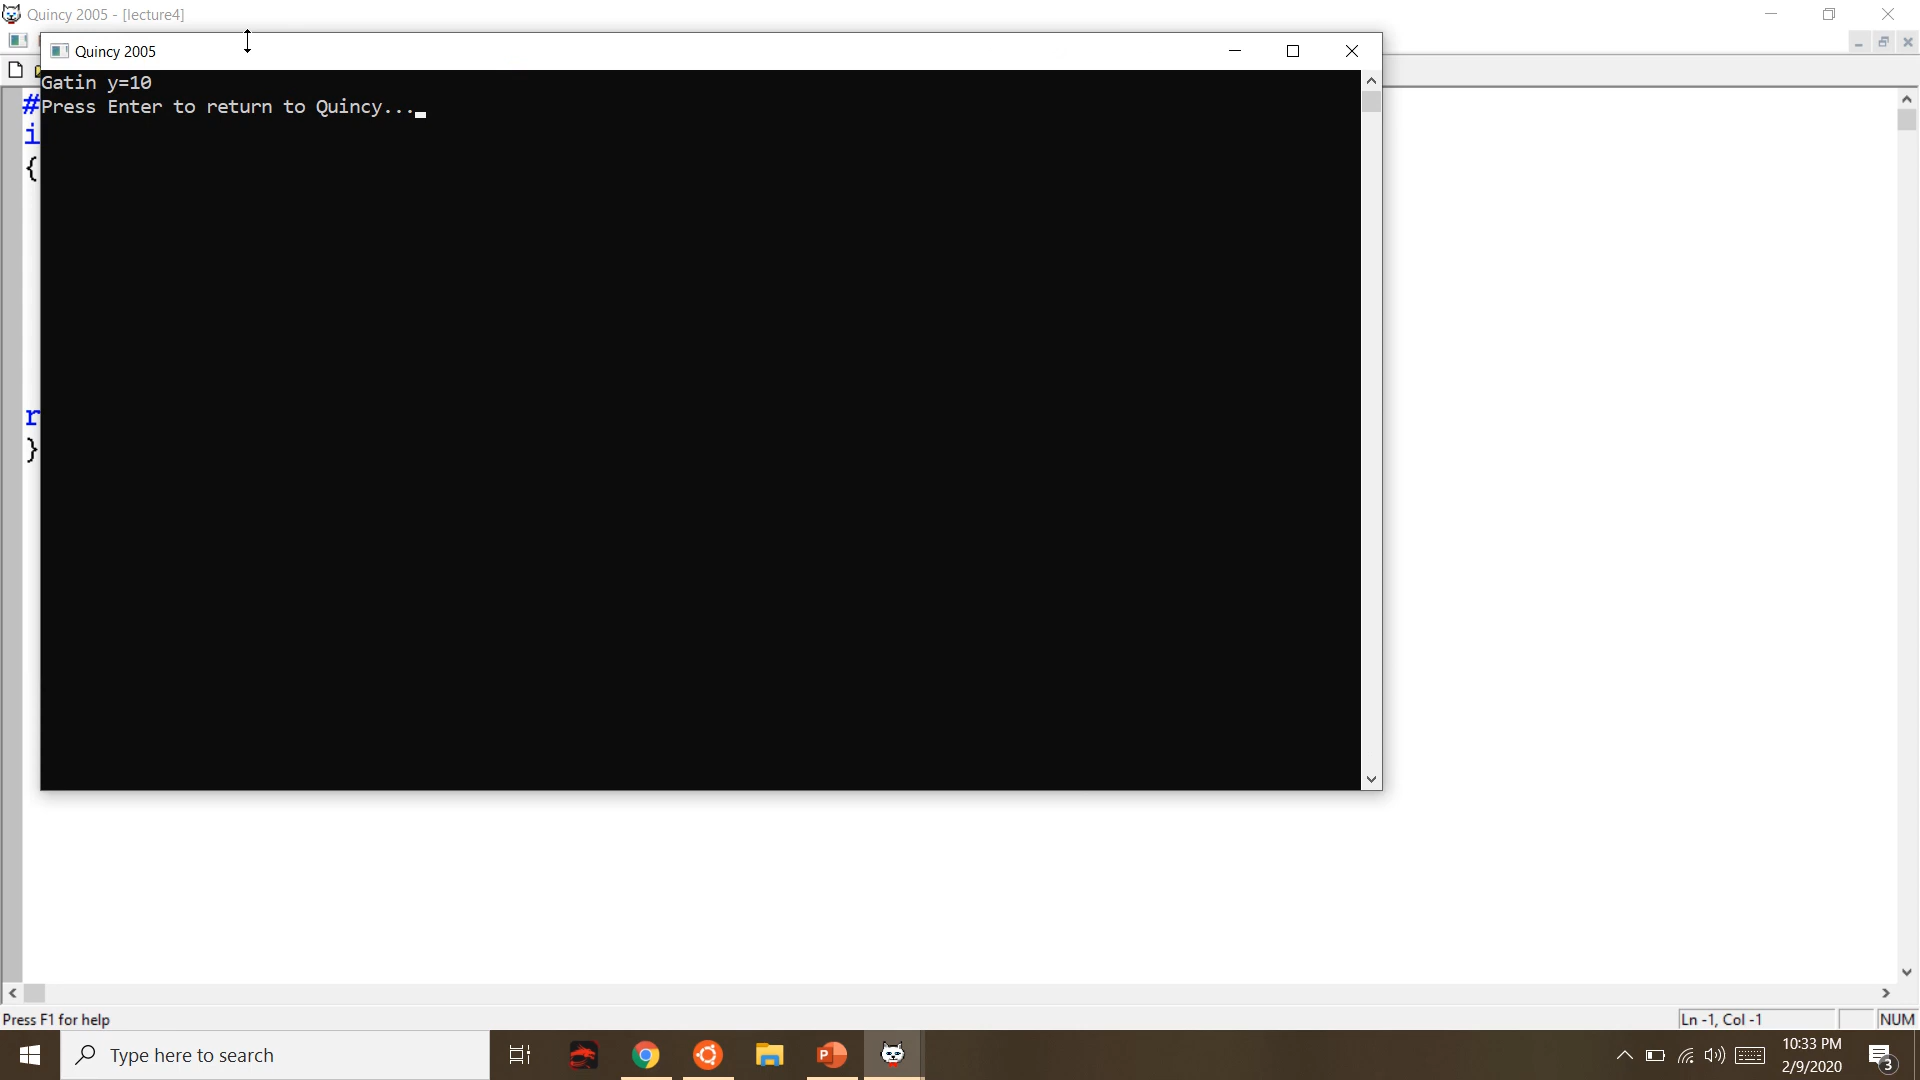 Quincy 2005 - [lecture4]
Quincy 2005
Gatin y=10
Press Enter to return to Quincy...
#
i
{
r
}
Press F1 for help
Ln -1, Col -1
NUM
Type here to search
10:33 PM
2/9/2020
3